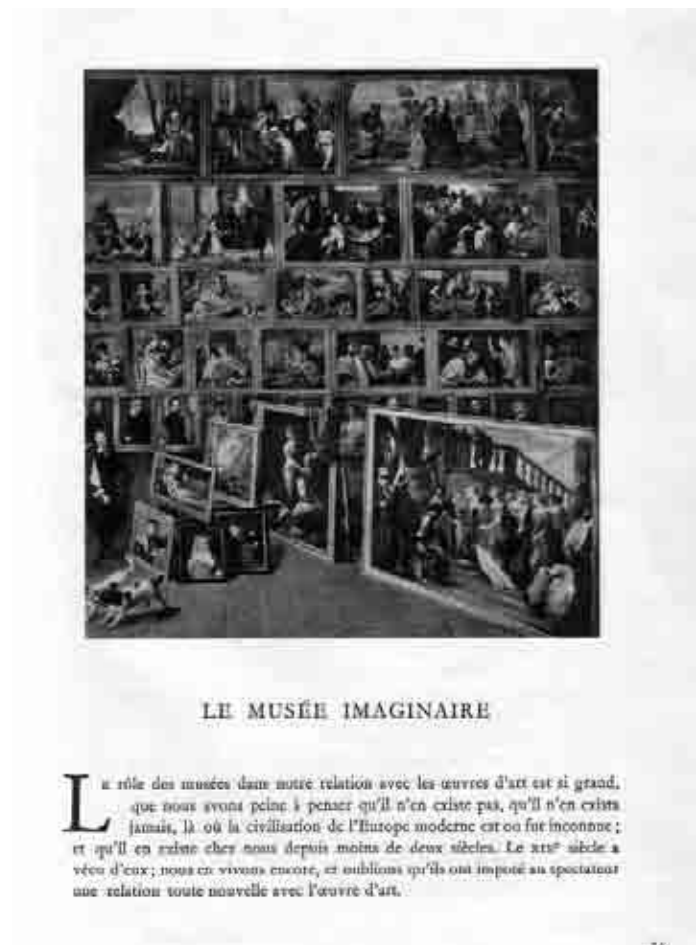 LE MUSÉE IMAGINAIRE
Le rôle des musées dans notre relation avec les œuvres d'art est si grand,
que nous avons peine à penser qu'il n'en existe pas, qu'il n'en exista
jamais, là où la civilisation de l'Europe moderne est ou fut inconnue ;
et qu'il en existe chez nous depuis moins de deux siècles. Le XIXᵉ siècle a
vécu d'eux ; nous en vivons encore, et oublions qu'ils ont imposé au spectateur
une relation toute nouvelle avec l'œuvre d'art.